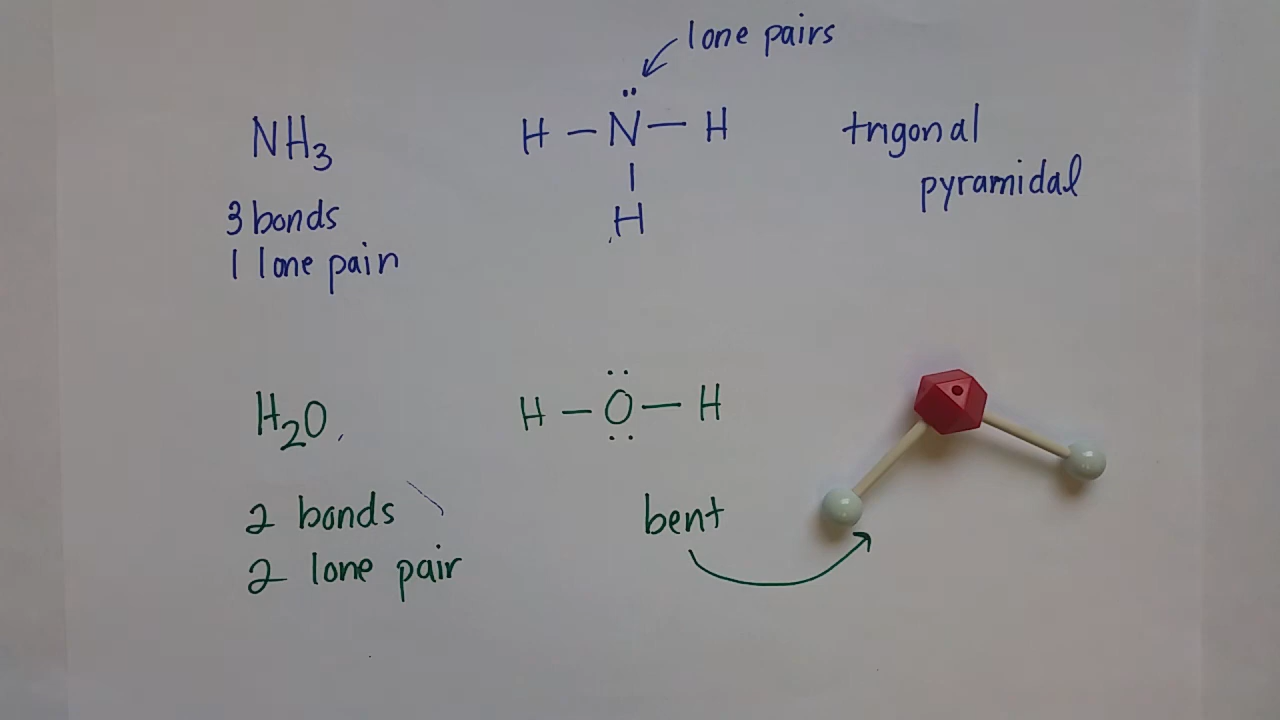 lone pairs
NH₃
H – N̈ – H
|
H
trigonal
pyramidal
3 bonds
1 lone pair
H₂O
H – O – H
2 bonds
2 lone pair
bent